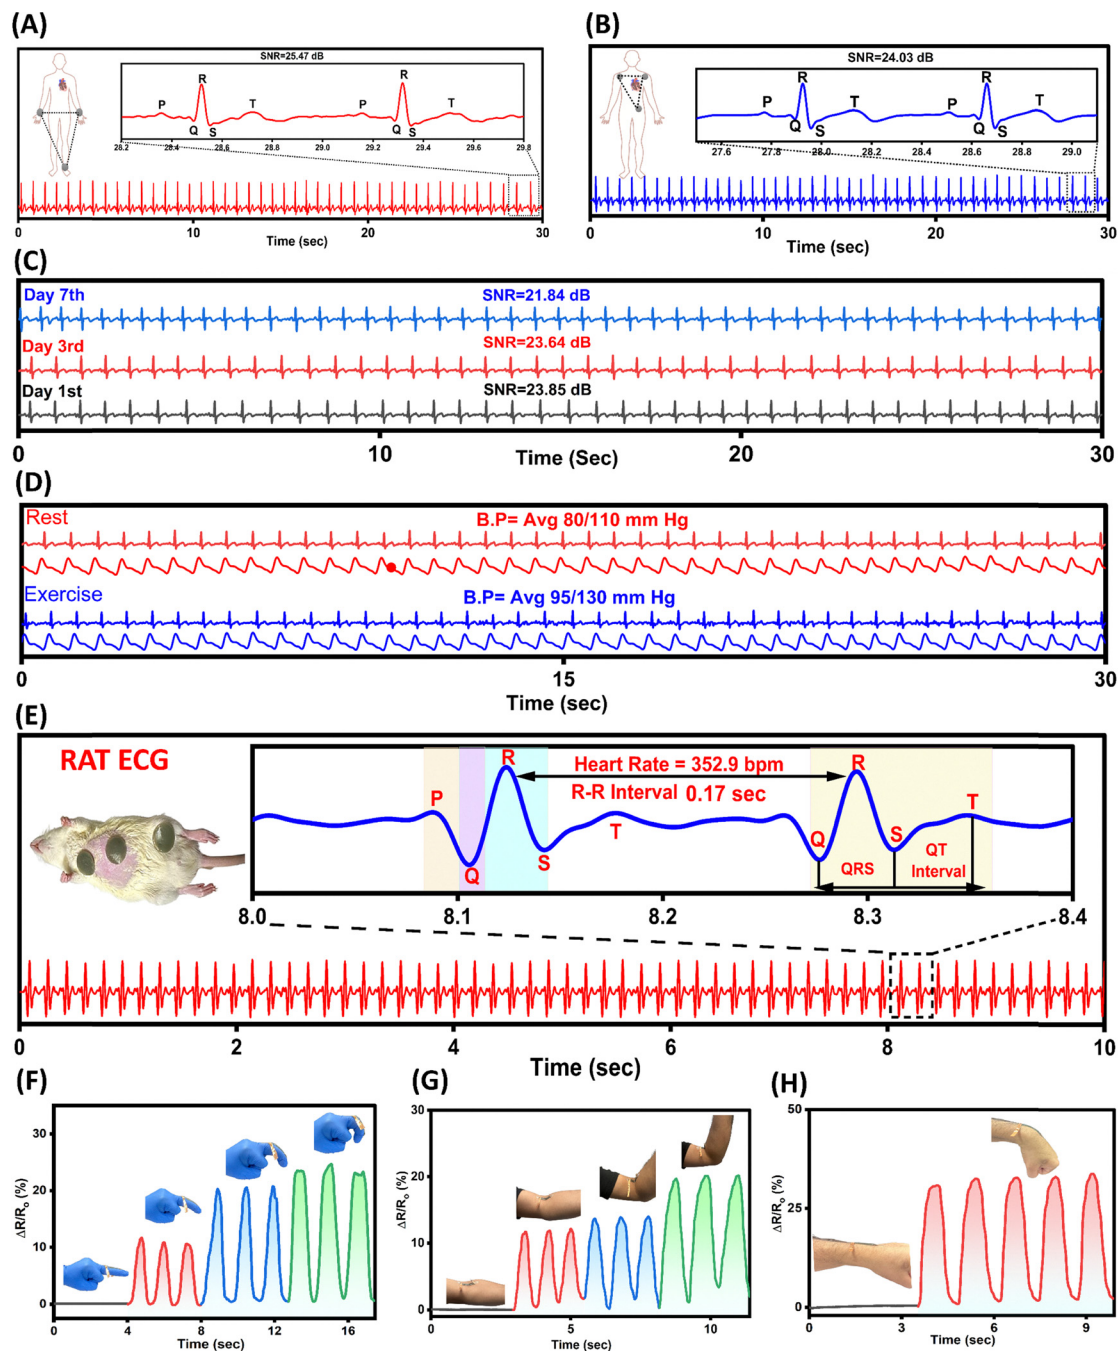 (A)
SNR=25.47 dB
R
R
P
T
P
T
Q
S
Q
S
28.2 28.4 28.6 28.8 29.0 29.2 29.4 29.6 29.8
0 10 20 30
Time (sec)
(B)
SNR=24.03 dB
R
R
P
T
P
T
Q
S
Q
S
27.6 27.8 28.0 28.2 28.4 28.6 28.8 29.0
0 10 20 30
Time (sec)
(C)
Day 7th SNR=21.84 dB
Day 3rd SNR=23.64 dB
Day 1st SNR=23.85 dB
0 10 20 30
Time (Sec)
(D)
Rest B.P= Avg 80/110 mm Hg
Exercise B.P= Avg 95/130 mm Hg
0 15 30
Time (sec)
(E)
RAT ECG
R Heart Rate = 352.9 bpm R
P R-R Interval 0.17 sec
T
T
Q
S
Q
S
QRS
QT
Interval
8.0 8.1 8.2 8.3 8.4
0 2 4 6 8 10
Time (sec)
(F)
30
20
10
0
ΔR/R₀ (%)
0 4 8 12 16
Time (sec)
(G)
30
20
10
0
ΔR/R₀ (%)
0 5 10
Time (sec)
(H)
50
25
0
ΔR/R₀ (%)
0 3 6 9
Time (sec)